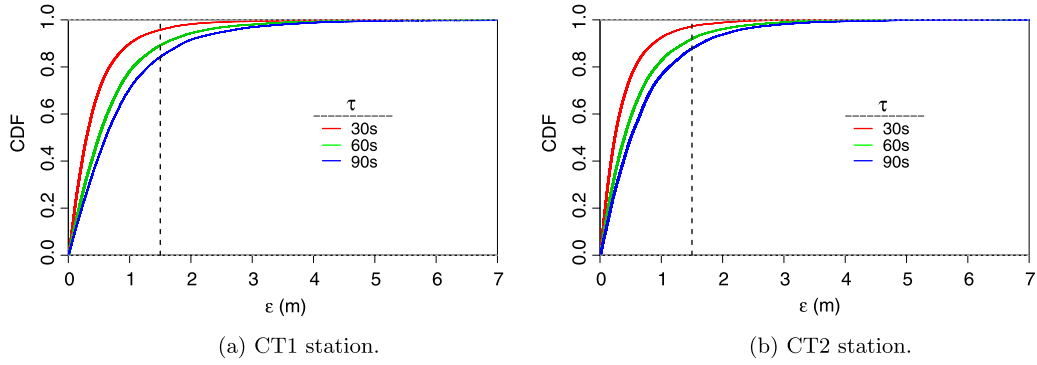 1.0
0.8
0.6
0.4
0.2
0.0
CDF
τ
30s
60s
90s
0 1 2 3 4 5 6 7
ε (m)
(a) CT1 station.
1.0
0.8
0.6
0.4
0.2
0.0
CDF
τ
30s
60s
90s
0 1 2 3 4 5 6 7
ε (m)
(b) CT2 station.